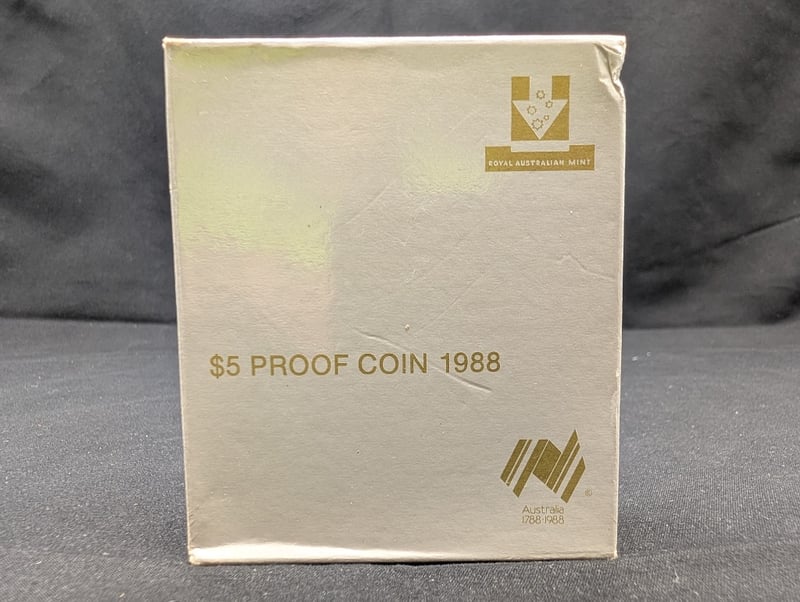 ROYAL AUSTRALIAN MINT
$5 PROOF COIN 1988
©
Australia
1788-1988